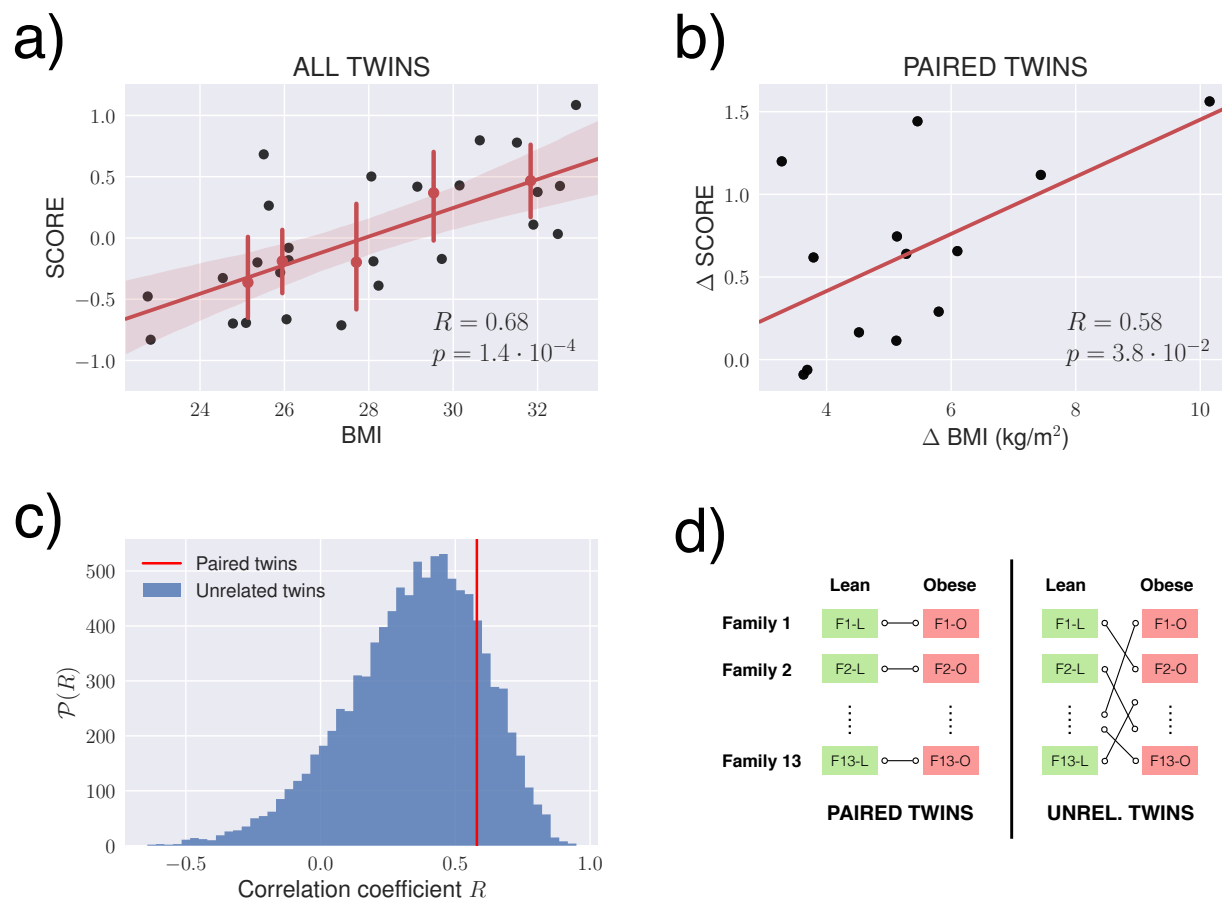 a)
ALL TWINS
SCORE
1.0
0.5
0.0
−0.5
−1.0
R = 0.68
p = 1.4 · 10⁻⁴
24 26 28 30 32
BMI
b)
PAIRED TWINS
Δ SCORE
1.5
1.0
0.5
0.0
R = 0.58
p = 3.8 · 10⁻²
4 6 8 10
Δ BMI (kg/m²)
c)
P(R)
500
400
300
200
100
0
Paired twins
Unrelated twins
−0.5 0.0 0.5 1.0
Correlation coefficient R
d)
Lean Obese
Family 1 F1-L F1-O
Family 2 F2-L F2-O
Family 13 F13-L F13-O
PAIRED TWINS
Lean Obese
F1-L F1-O
F2-L F2-O
F13-L F13-O
UNREL. TWINS